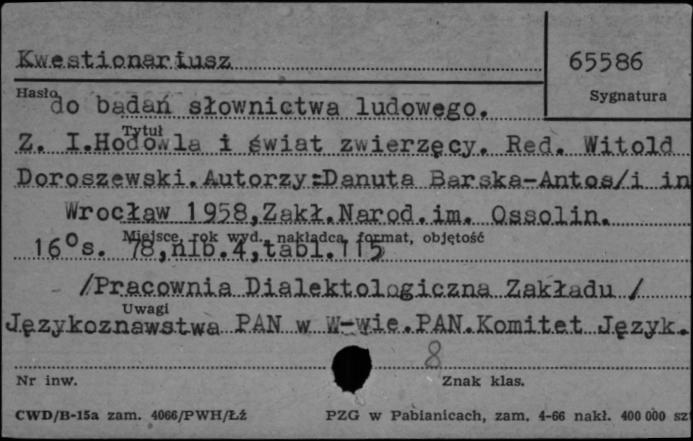 Kwestionariusz
65586
Hasło
Sygnatura
do badań słownictwa ludowego.
Tytuł
Z. I.Hodowla i świat zwierzęcy. Red. Witold
Doroszewski.Autorzy:Danuta Barska-Antos/i in
Wrocław 1958,Zakł.Narod.im. Ossolin.
Miejsce, rok wyd., nakładca, format, objętość
16°s. 78,nlb.4,tabl.115
/Pracownia Dialektologiczna Zakładu /
Uwagi
Językoznawstwa PAN w W-wie.PAN.Komitet Język.
8
Nr inw.
Znak klas.
CWD/B-15a zam. 4066/PWH/Łź
PZG w Pabianicach, zam. 4-66 nakł. 400 000 szt